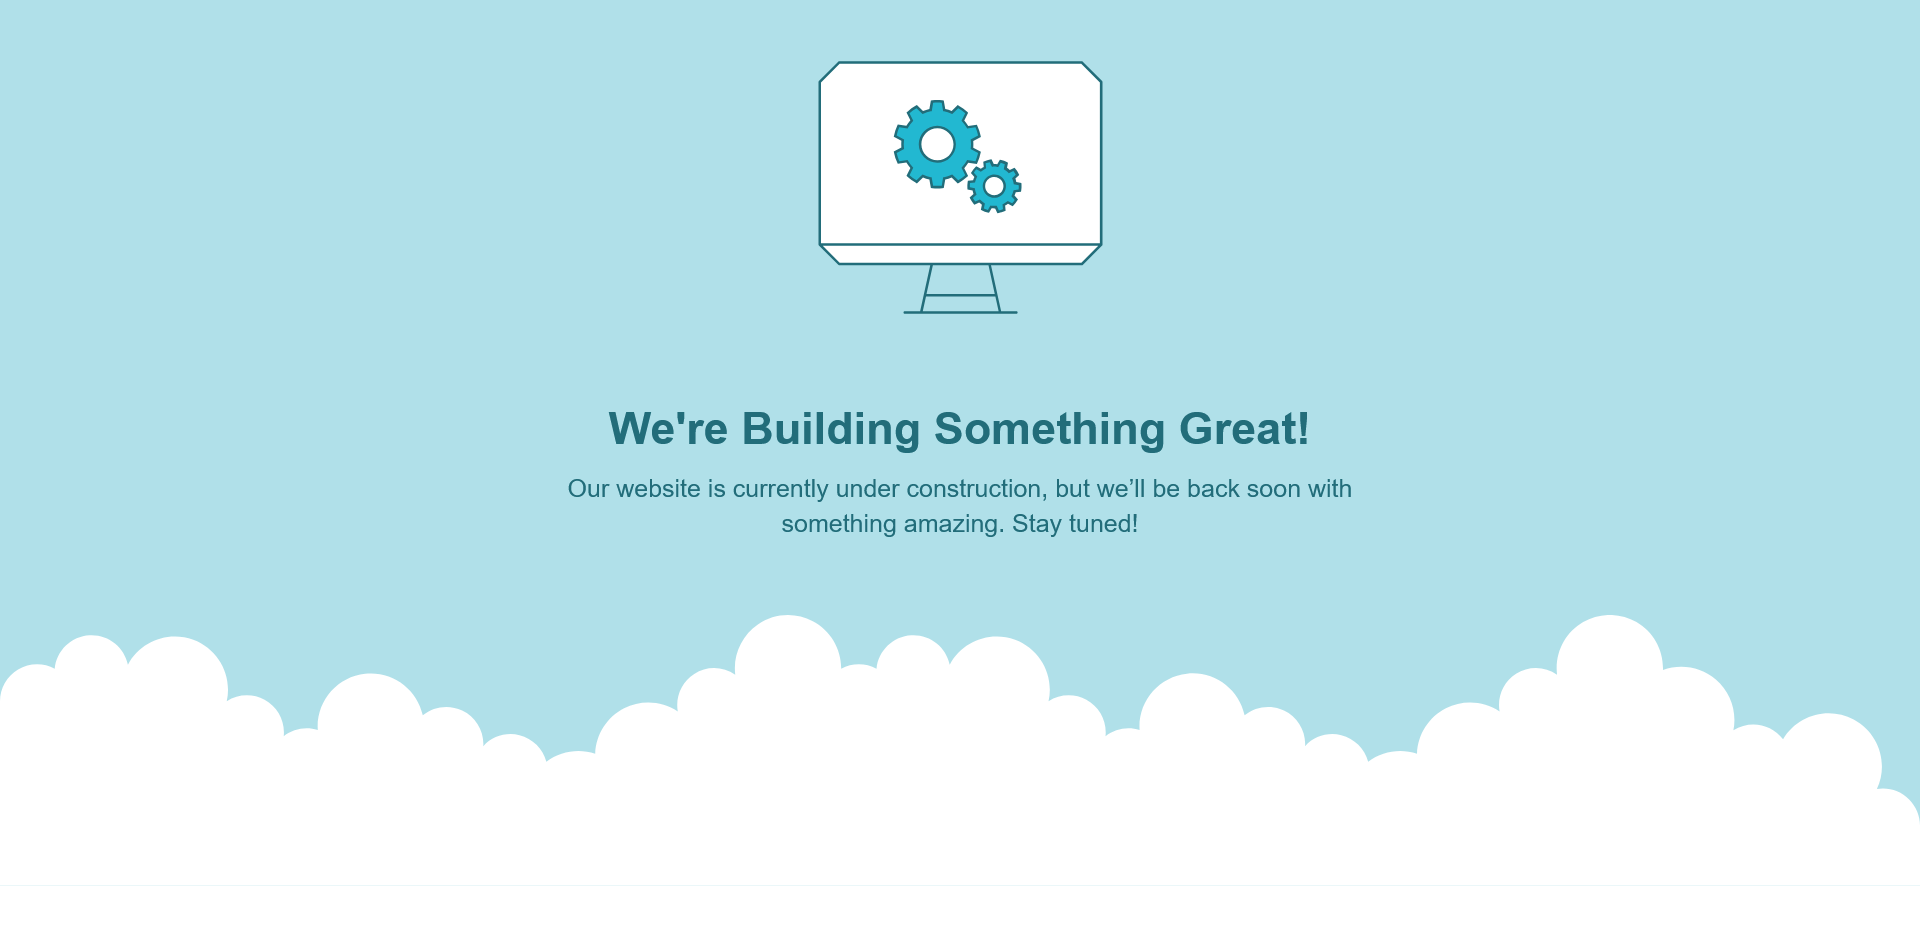 We're Building Something Great!
Our website is currently under construction, but we’ll be back soon with
something amazing. Stay tuned!